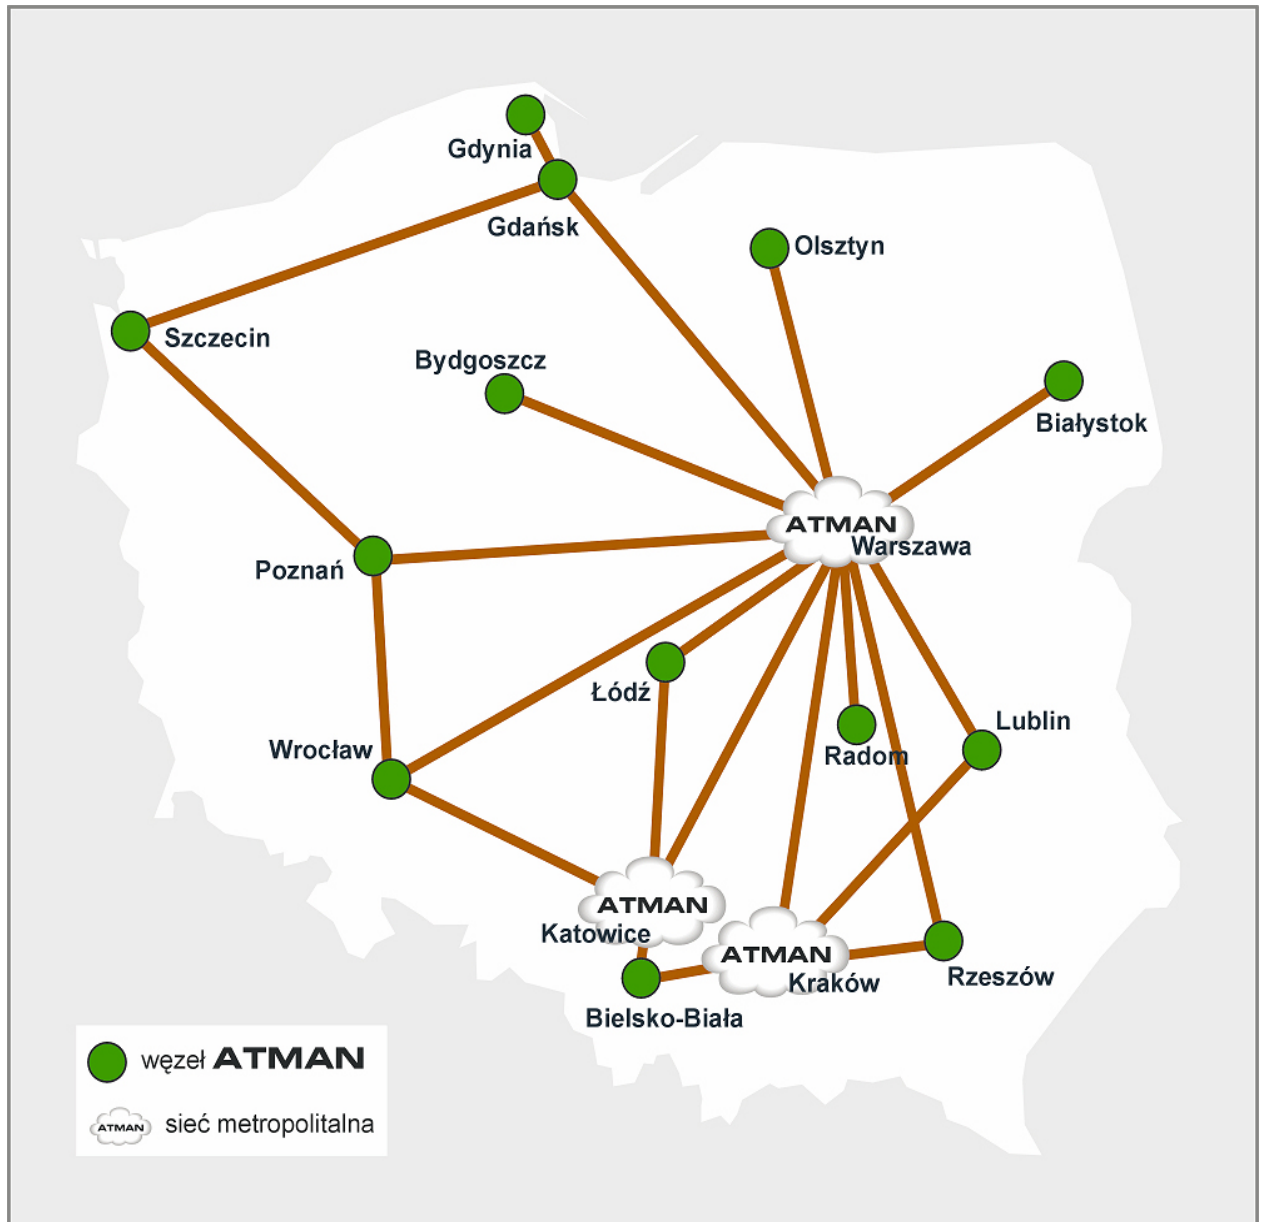 Gdynia
Gdańsk
Olsztyn
Szczecin
Bydgoszcz
Białystok
ATMAN
Warszawa
Poznań
Łódź
Lublin
Wrocław
Radom
ATMAN
Katowice
ATMAN
Kraków
Rzeszów
Bielsko-Biała
węzeł ATMAN
ATMAN sieć metropolitalna